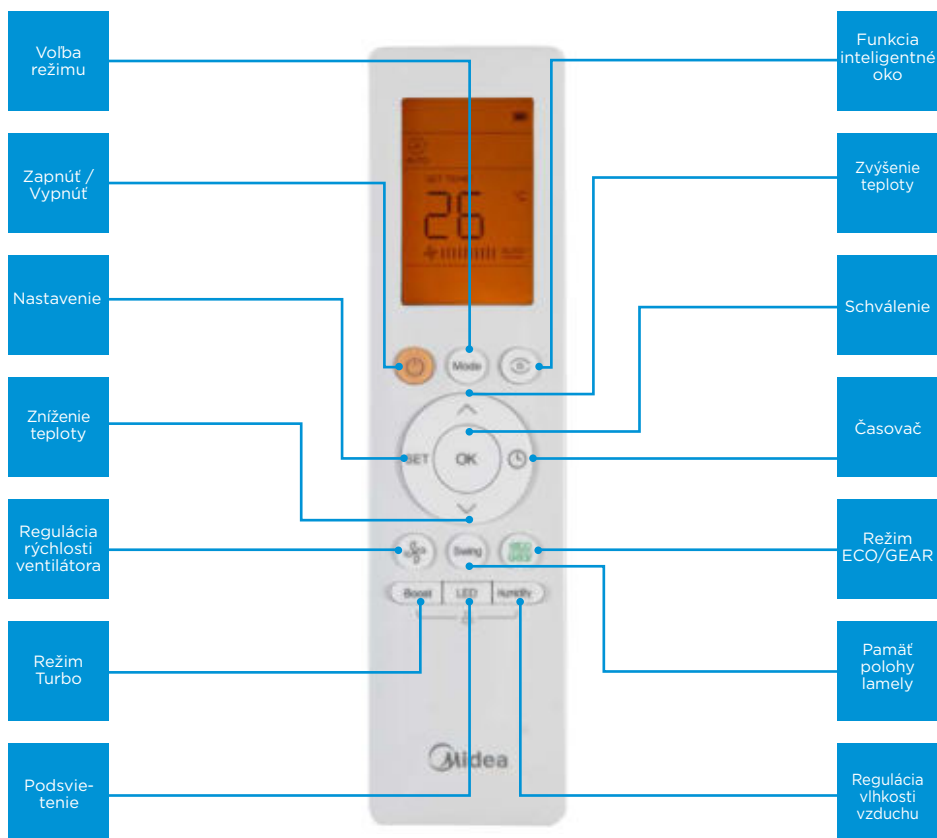 Voľba
režimu
Zapnúť /
Vypnúť
Nastavenie
Zníženie
teploty
Regulácia
rýchlosti
ventilátora
Režim
Turbo
Podsvie-
tenie
AUTO
SET TEMP
°C
26
Mode
SET
OK
Swing
ECO
GEAR
Boost
LED
Humidity
Midea
Funkcia
inteligentné
oko
Zvýšenie
teploty
Schválenie
Časovač
Režim
ECO/GEAR
Pamäť
polohy
lamely
Regulácia
vlhkosti
vzduchu